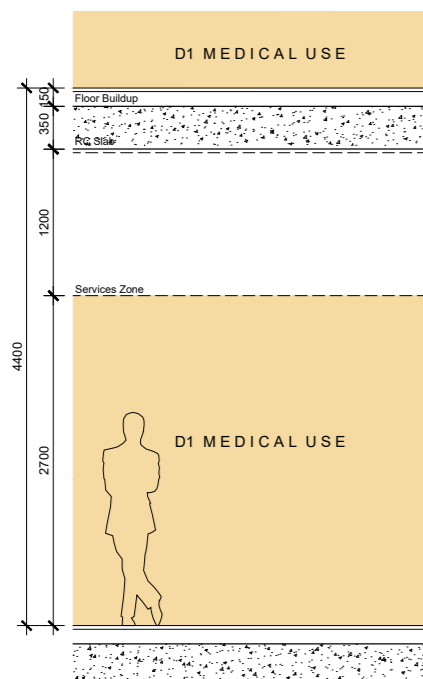 D1 MEDICAL USE
150
Floor Buildup
350
RC Slab
1200
Services Zone
4400
D1 MEDICAL USE
2700